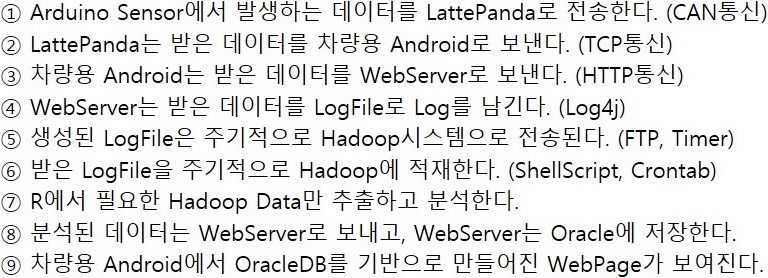 ① Arduino Sensor에서 발생하는 데이터를 LattePanda로 전송한다. (CAN통신)
② LattePanda는 받은 데이터를 차량용 Android로 보낸다. (TCP통신)
③ 차량용 Android는 받은 데이터를 WebServer로 보낸다. (HTTP통신)
④ WebServer는 받은 데이터를 LogFile로 Log를 남긴다. (Log4j)
⑤ 생성된 LogFile은 주기적으로 Hadoop시스템으로 전송된다. (FTP, Timer)
⑥ 받은 LogFile을 주기적으로 Hadoop에 적재한다. (ShellScript, Crontab)
⑦ R에서 필요한 Hadoop Data만 추출하고 분석한다.
⑧ 분석된 데이터는 WebServer로 보내고, WebServer는 Oracle에 저장한다.
⑨ 차량용 Android에서 OracleDB를 기반으로 만들어진 WebPage가 보여진다.